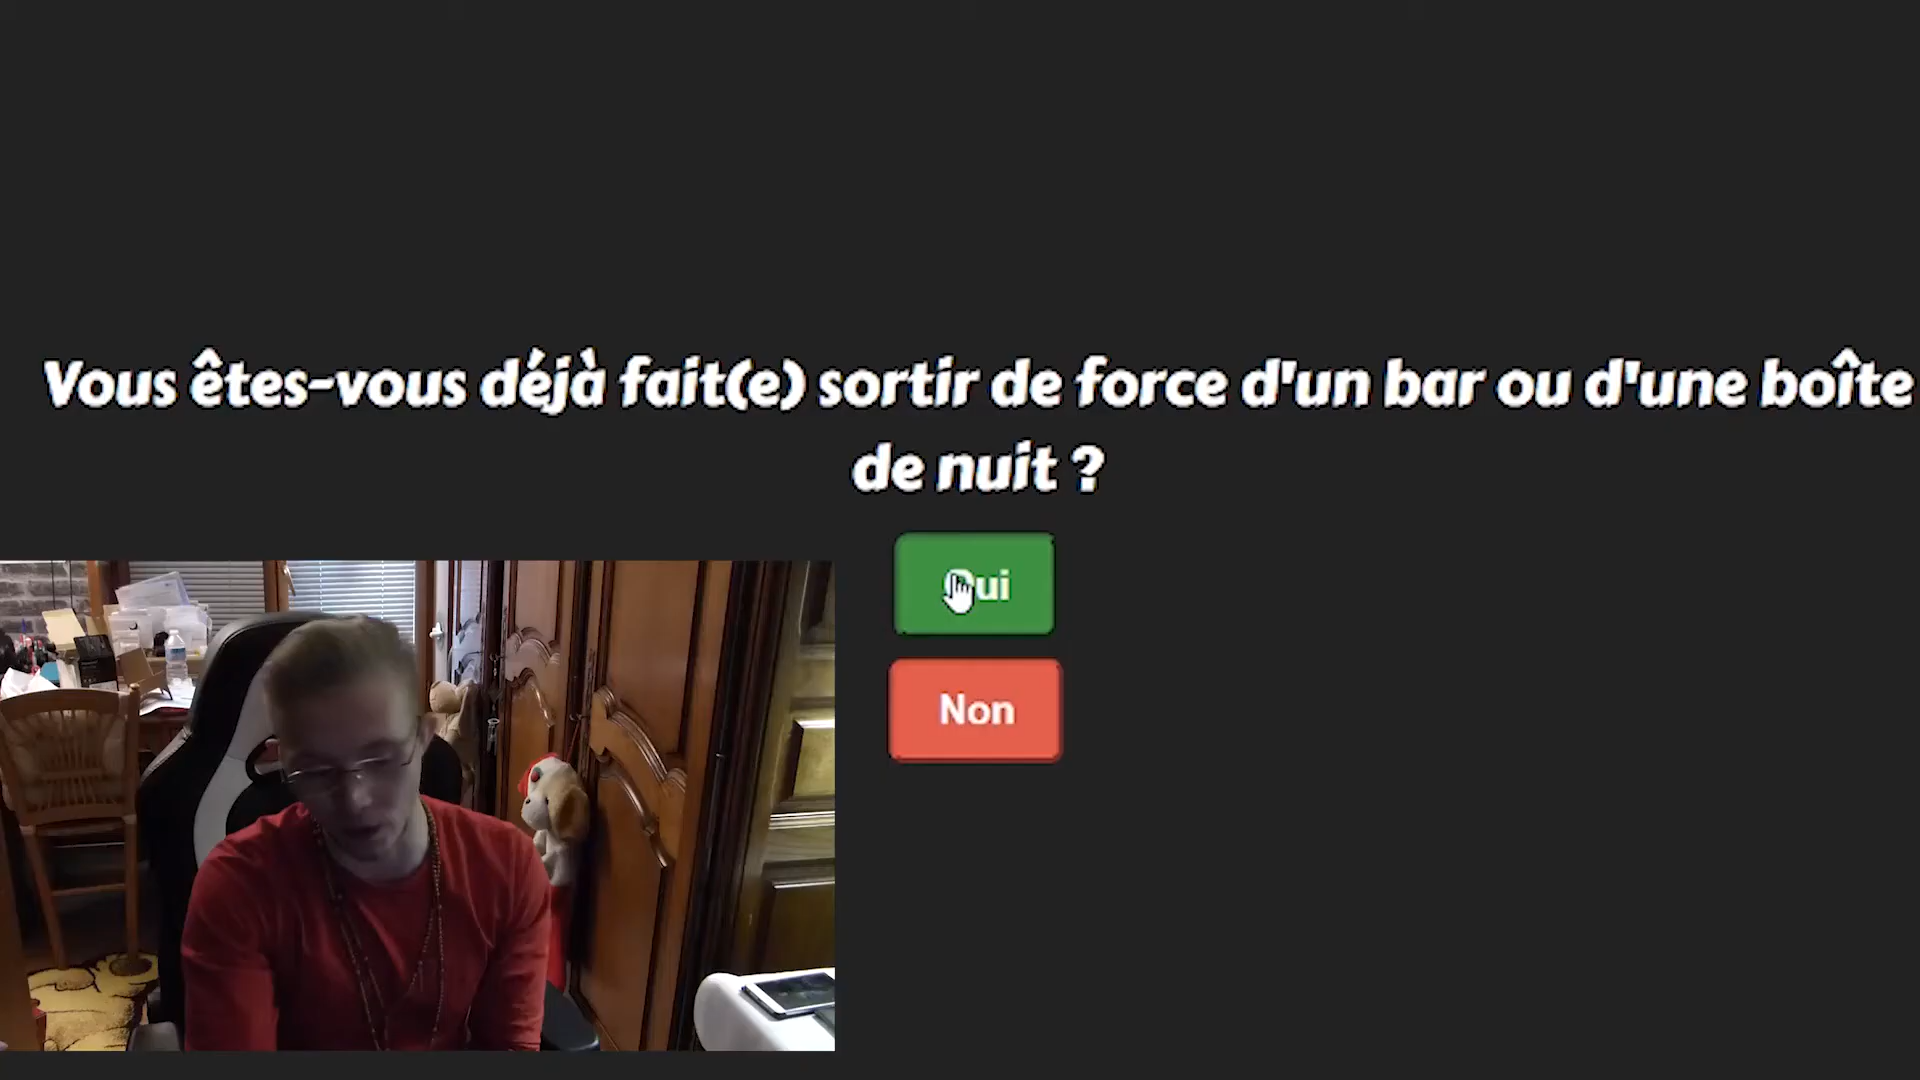 Vous êtes-vous déjà fait(e) sortir de force d'un bar ou d'une boîte
de nuit ?
Oui
Non